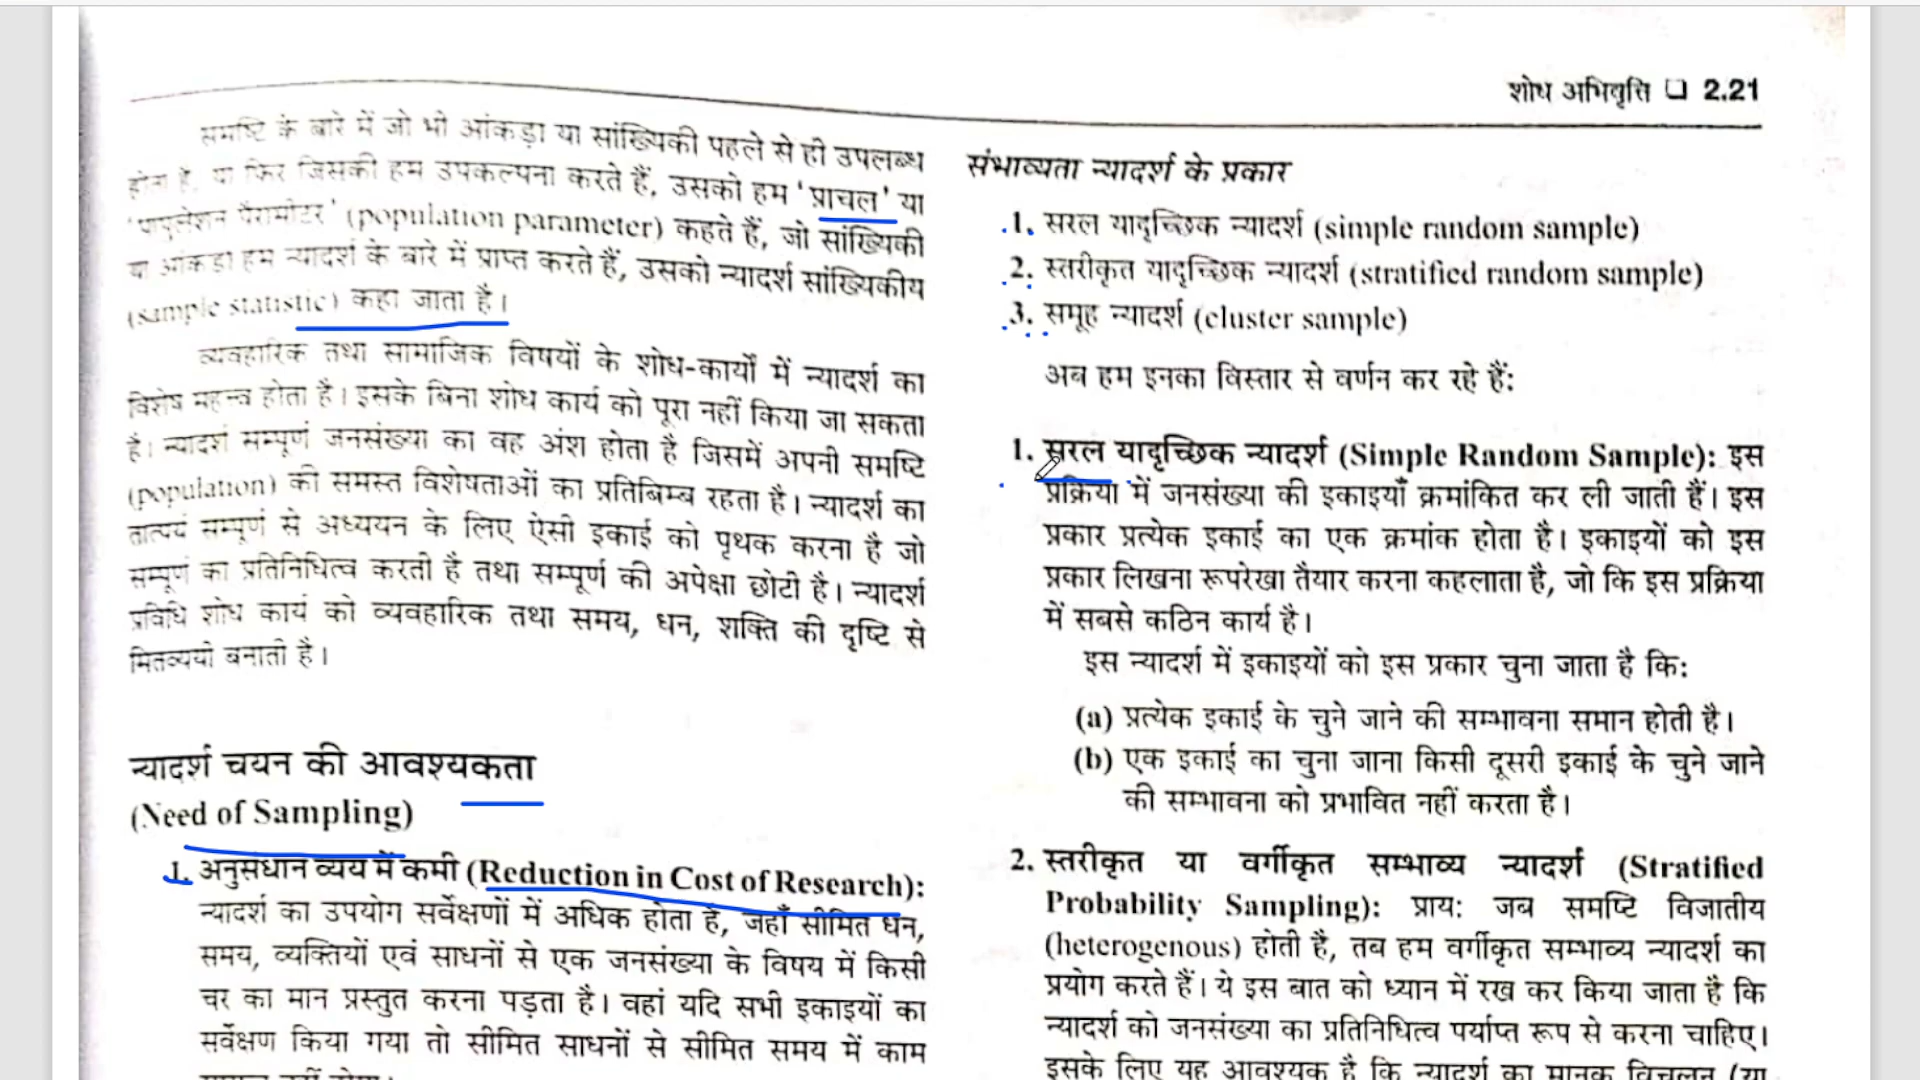 शोध अभिवृत्ति ❑ 2.21
समष्टि के बारे में जो भी आंकड़ा या सांख्यिकी पहले से ही उपलब्ध
होता है, या फिर जिसकी हम उपकल्पना करते हैं, उसको हम 'प्राचल' या
'पापुलेशन पैरामीटर' (population parameter) कहते हैं, जो सांख्यिकी
या आंकड़ा हम न्यादर्श के बारे में प्राप्त करते हैं, उसको न्यादर्श सांख्यिकीय
(sample statistic) कहा जाता है।
व्यवहारिक तथा सामाजिक विषयों के शोध-कार्यों में न्यादर्श का
विशेष महत्त्व होता है। इसके बिना शोध कार्य को पूरा नहीं किया जा सकता
है। न्यादर्श सम्पूर्ण जनसंख्या का वह अंश होता है जिसमें अपनी समष्टि
(population) की समस्त विशेषताओं का प्रतिबिम्ब रहता है। न्यादर्श का
तात्पर्य सम्पूर्ण से अध्ययन के लिए ऐसी इकाई को पृथक करना है जो
सम्पूर्ण का प्रतिनिधित्व करती है तथा सम्पूर्ण की अपेक्षा छोटी है। न्यादर्श
प्रविधि शोध कार्य को व्यवहारिक तथा समय, धन, शक्ति की दृष्टि से
मितव्ययी बनाती है।
न्यादर्श चयन की आवश्यकता
(Need of Sampling)
1. अनुसंधान व्यय में कमी (Reduction in Cost of Research):
न्यादर्श का उपयोग सर्वेक्षणों में अधिक होता है, जहाँ सीमित धन,
समय, व्यक्तियों एवं साधनों से एक जनसंख्या के विषय में किसी
चर का मान प्रस्तुत करना पड़ता है। वहां यदि सभी इकाइयों का
सर्वेक्षण किया गया तो सीमित साधनों से सीमित समय में काम
संभाव्यता न्यादर्श के प्रकार
1. सरल यादृच्छिक न्यादर्श (simple random sample)
2. स्तरीकृत यादृच्छिक न्यादर्श (stratified random sample)
3. समूह न्यादर्श (cluster sample)
अब हम इनका विस्तार से वर्णन कर रहे हैं:
1. सरल यादृच्छिक न्यादर्श (Simple Random Sample): इस
प्रक्रिया में जनसंख्या की इकाइयाँ क्रमांकित कर ली जाती हैं। इस
प्रकार प्रत्येक इकाई का एक क्रमांक होता है। इकाइयों को इस
प्रकार लिखना रूपरेखा तैयार करना कहलाता है, जो कि इस प्रक्रिया
में सबसे कठिन कार्य है।
इस न्यादर्श में इकाइयों को इस प्रकार चुना जाता है कि:
(a) प्रत्येक इकाई के चुने जाने की सम्भावना समान होती है।
(b) एक इकाई का चुना जाना किसी दूसरी इकाई के चुने जाने
की सम्भावना को प्रभावित नहीं करता है।
2. स्तरीकृत या वर्गीकृत सम्भाव्य न्यादर्श (Stratified
Probability Sampling): प्राय: जब समष्टि विजातीय
(heterogenous) होती है, तब हम वर्गीकृत सम्भाव्य न्यादर्श का
प्रयोग करते हैं। ये इस बात को ध्यान में रख कर किया जाता है कि
न्यादर्श को जनसंख्या का प्रतिनिधित्व पर्याप्त रूप से करना चाहिए।
इसके लिए यह आवश्यक है कि न्यादर्श का मानक विचलन (या